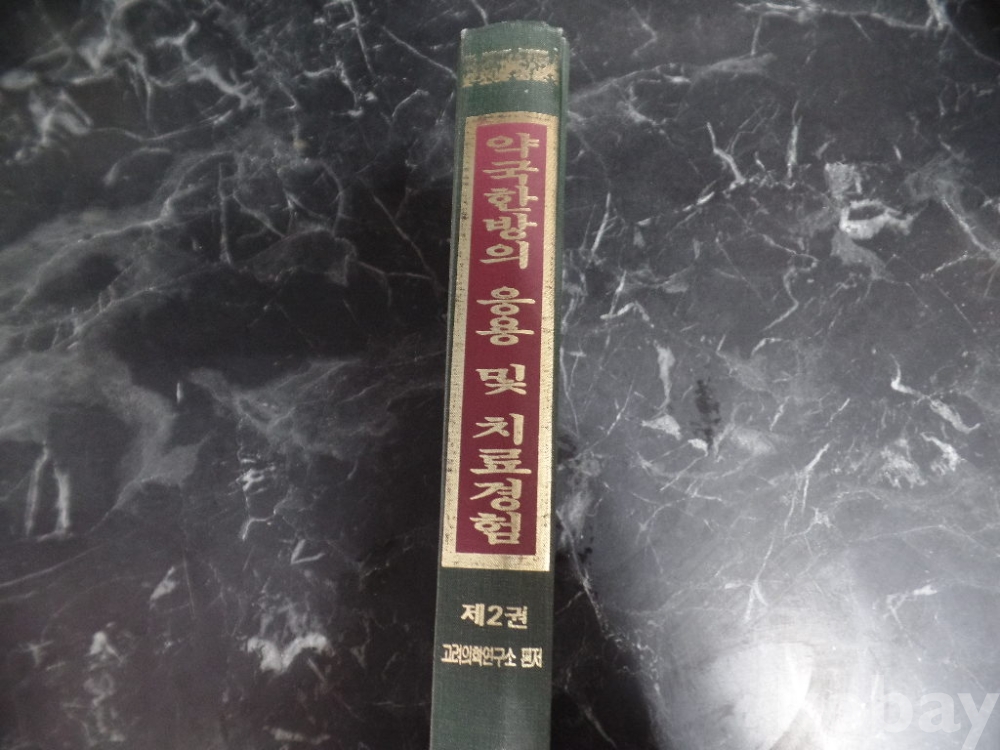 약국한방의 응용 및 치료경험
제2권
고려의학연구소 편저